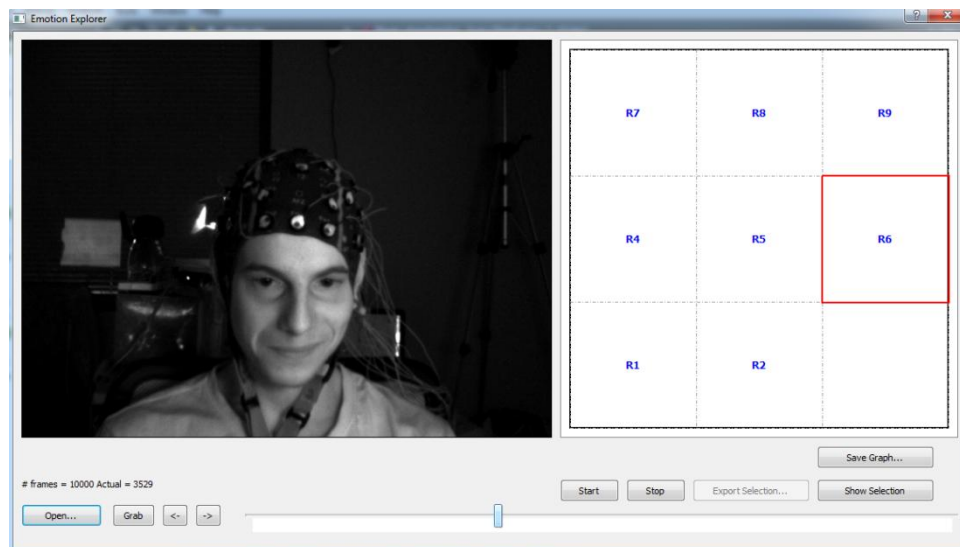 Emotion Explorer
R7 R8 R9
R4 R5 R6
R1 R2
Save Graph...
# frames = 10000 Actual = 3529
Start Stop Export Selection... Show Selection
Open... Grab <- ->